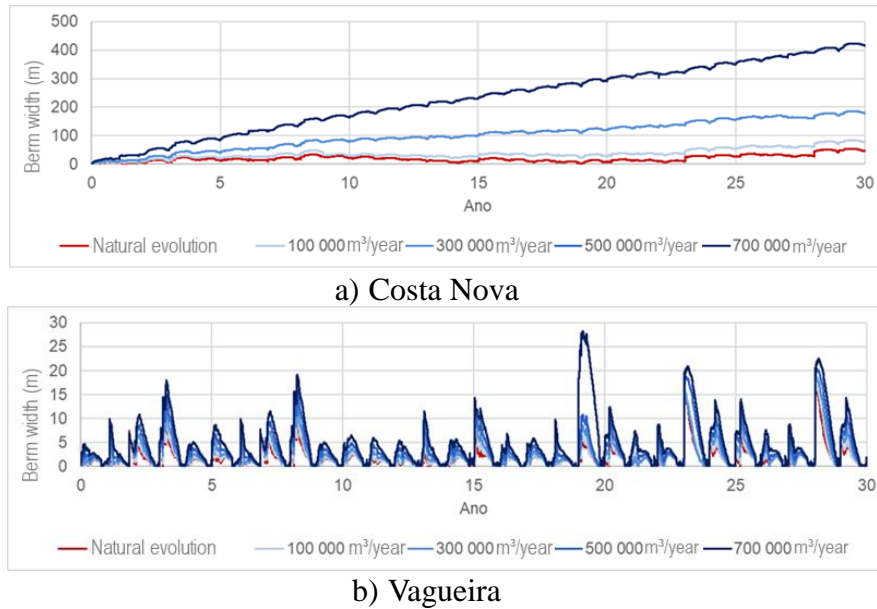 500
400
300
200
100
0
Berm width (m)
0 5 10 15 20 25 30
Ano
Natural evolution 100 000 m³/year 300 000 m³/year 500 000 m³/year 700 000 m³/year
a) Costa Nova
30
25
20
15
10
5
0
Berm width (m)
0 5 10 15 20 25 30
Ano
Natural evolution 100 000 m³/year 300 000 m³/year 500 000 m³/year 700 000 m³/year
b) Vagueira